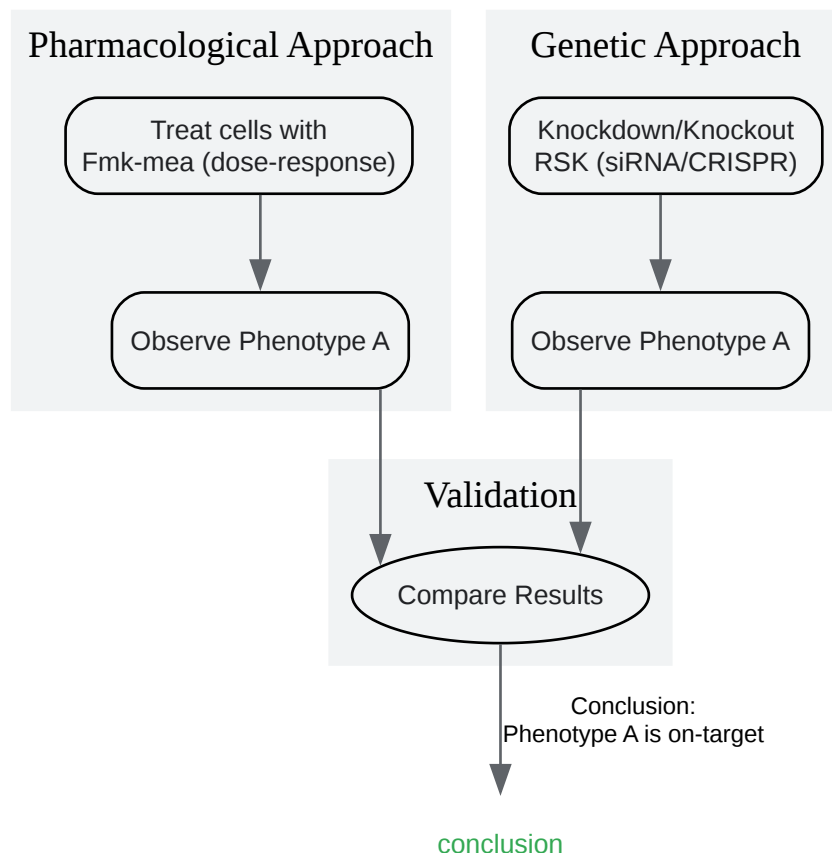 Pharmacological Approach
Treat cells with
Fmk-mea (dose-response)
Observe Phenotype A
Genetic Approach
Knockdown/Knockout
RSK (siRNA/CRISPR)
Observe Phenotype A
Validation
Compare Results
Conclusion:
Phenotype A is on-target
conclusion